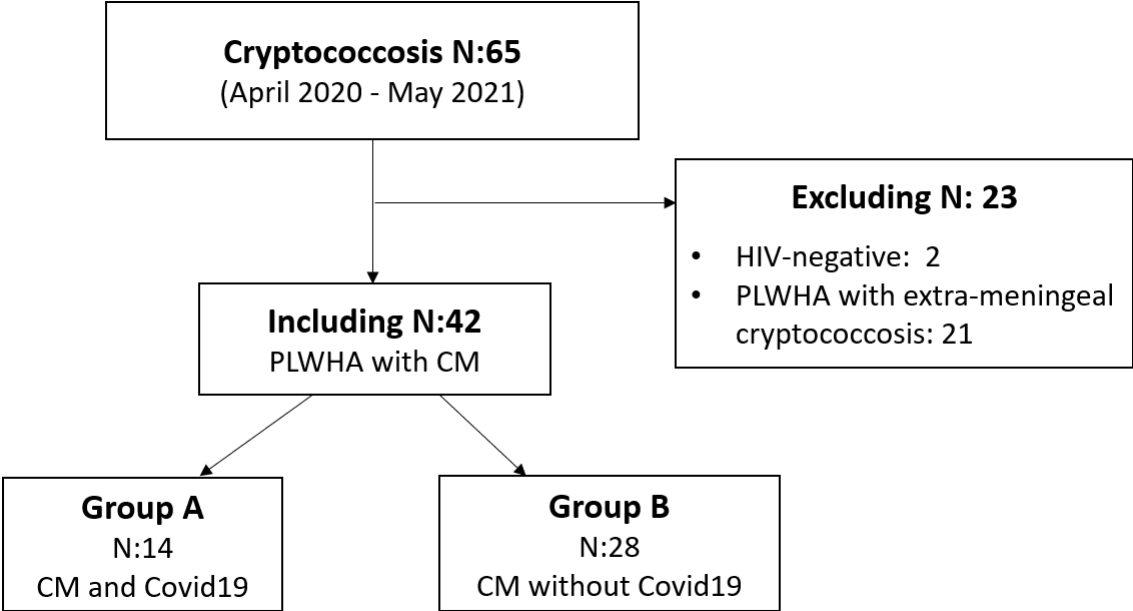 Cryptococcosis N:65
(April 2020 - May 2021)
Excluding N: 23
• HIV-negative: 2
• PLWHA with extra-meningeal
cryptococcosis: 21
Including N:42
PLWHA with CM
Group A
N:14
CM and Covid19
Group B
N:28
CM without Covid19